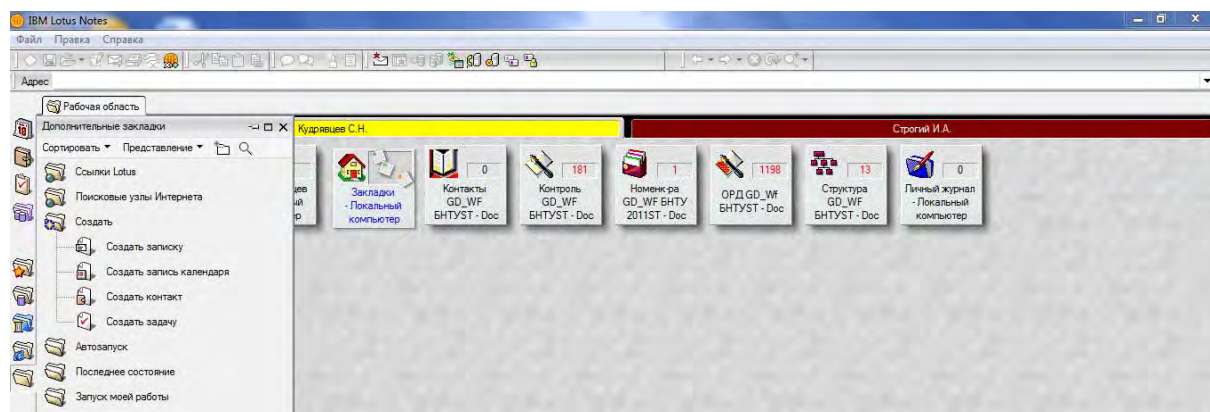 IBM Lotus Notes
Файл Правка Справка
Адрес
Рабочая область
Дополнительные закладки
Кудрявцев С.Н.
Строгий И.А.
Сортировать Представление
Ссылки Lotus
Поисковые узлы Интернета
Создать
Создать записку
Создать запись календаря
Создать контакт
Создать задачу
Автозапуск
Последнее состояние
Запуск моей работы
Закладки
- Локальный
компьютер
0
Контакты
GD_WF
БНТУST - Doc
181
Контроль
GD_WF
БНТУST - Doc
1
Номенк-ра
GD_WF БНТУ
2011ST - Doc
1198
ОРД GD_Wf
БНТУST - Doc
13
Структура
GD_WF
БНТУST - Doc
0
Личный журнал
- Локальный
компьютер